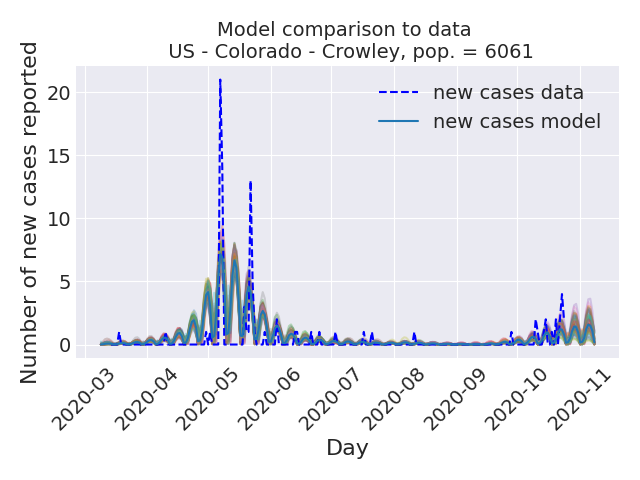 Model comparison to data
US - Colorado - Crowley, pop. = 6061
new cases data
new cases model
Number of new cases reported
20
15
10
5
0
2020-03
2020-04
2020-05
2020-06
2020-07
2020-08
2020-09
2020-10
2020-11
Day